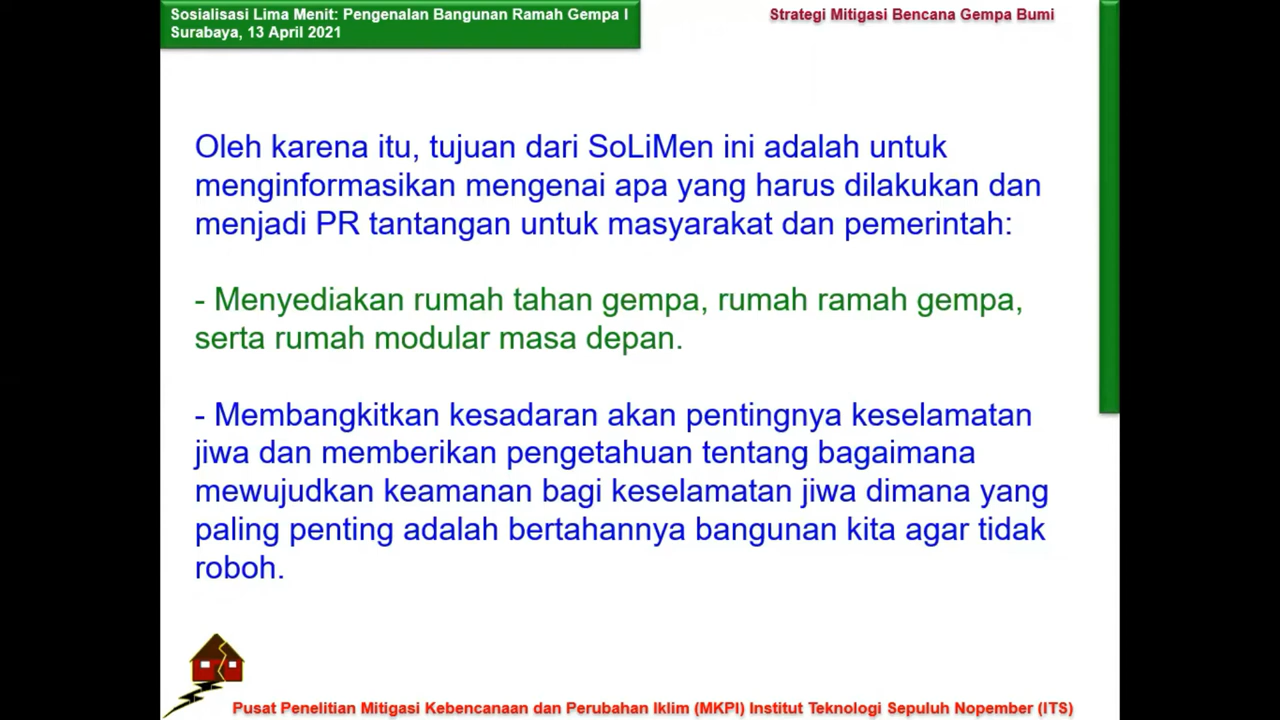 Sosialisasi Lima Menit: Pengenalan Bangunan Ramah Gempa I
Surabaya, 13 April 2021
Strategi Mitigasi Bencana Gempa Bumi
Oleh karena itu, tujuan dari SoLiMen ini adalah untuk
menginformasikan mengenai apa yang harus dilakukan dan
menjadi PR tantangan untuk masyarakat dan pemerintah:
- Menyediakan rumah tahan gempa, rumah ramah gempa,
serta rumah modular masa depan.
- Membangkitkan kesadaran akan pentingnya keselamatan
jiwa dan memberikan pengetahuan tentang bagaimana
mewujudkan keamanan bagi keselamatan jiwa dimana yang
paling penting adalah bertahannya bangunan kita agar tidak
roboh.
Pusat Penelitian Mitigasi Kebencanaan dan Perubahan Iklim (MKPI) Institut Teknologi Sepuluh Nopember (ITS)